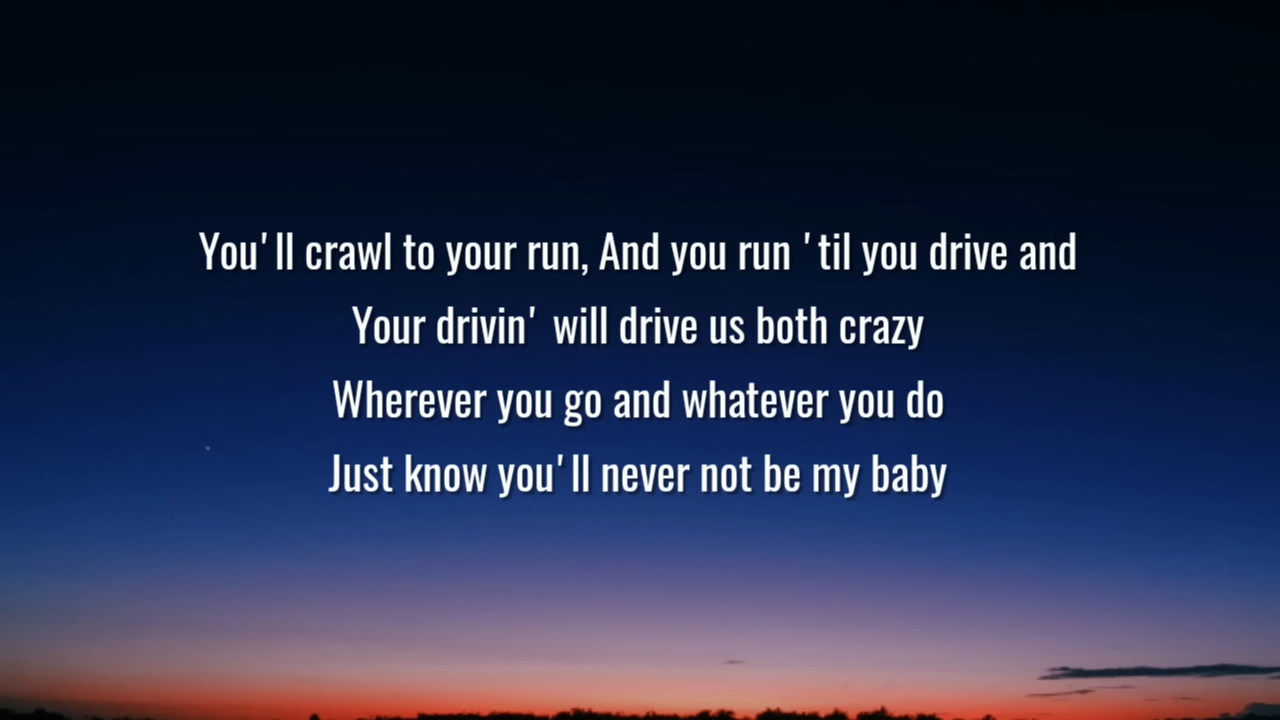 You'll crawl to your run, And you run 'til you drive and
Your drivin' will drive us both crazy
Wherever you go and whatever you do
Just know you'll never not be my baby